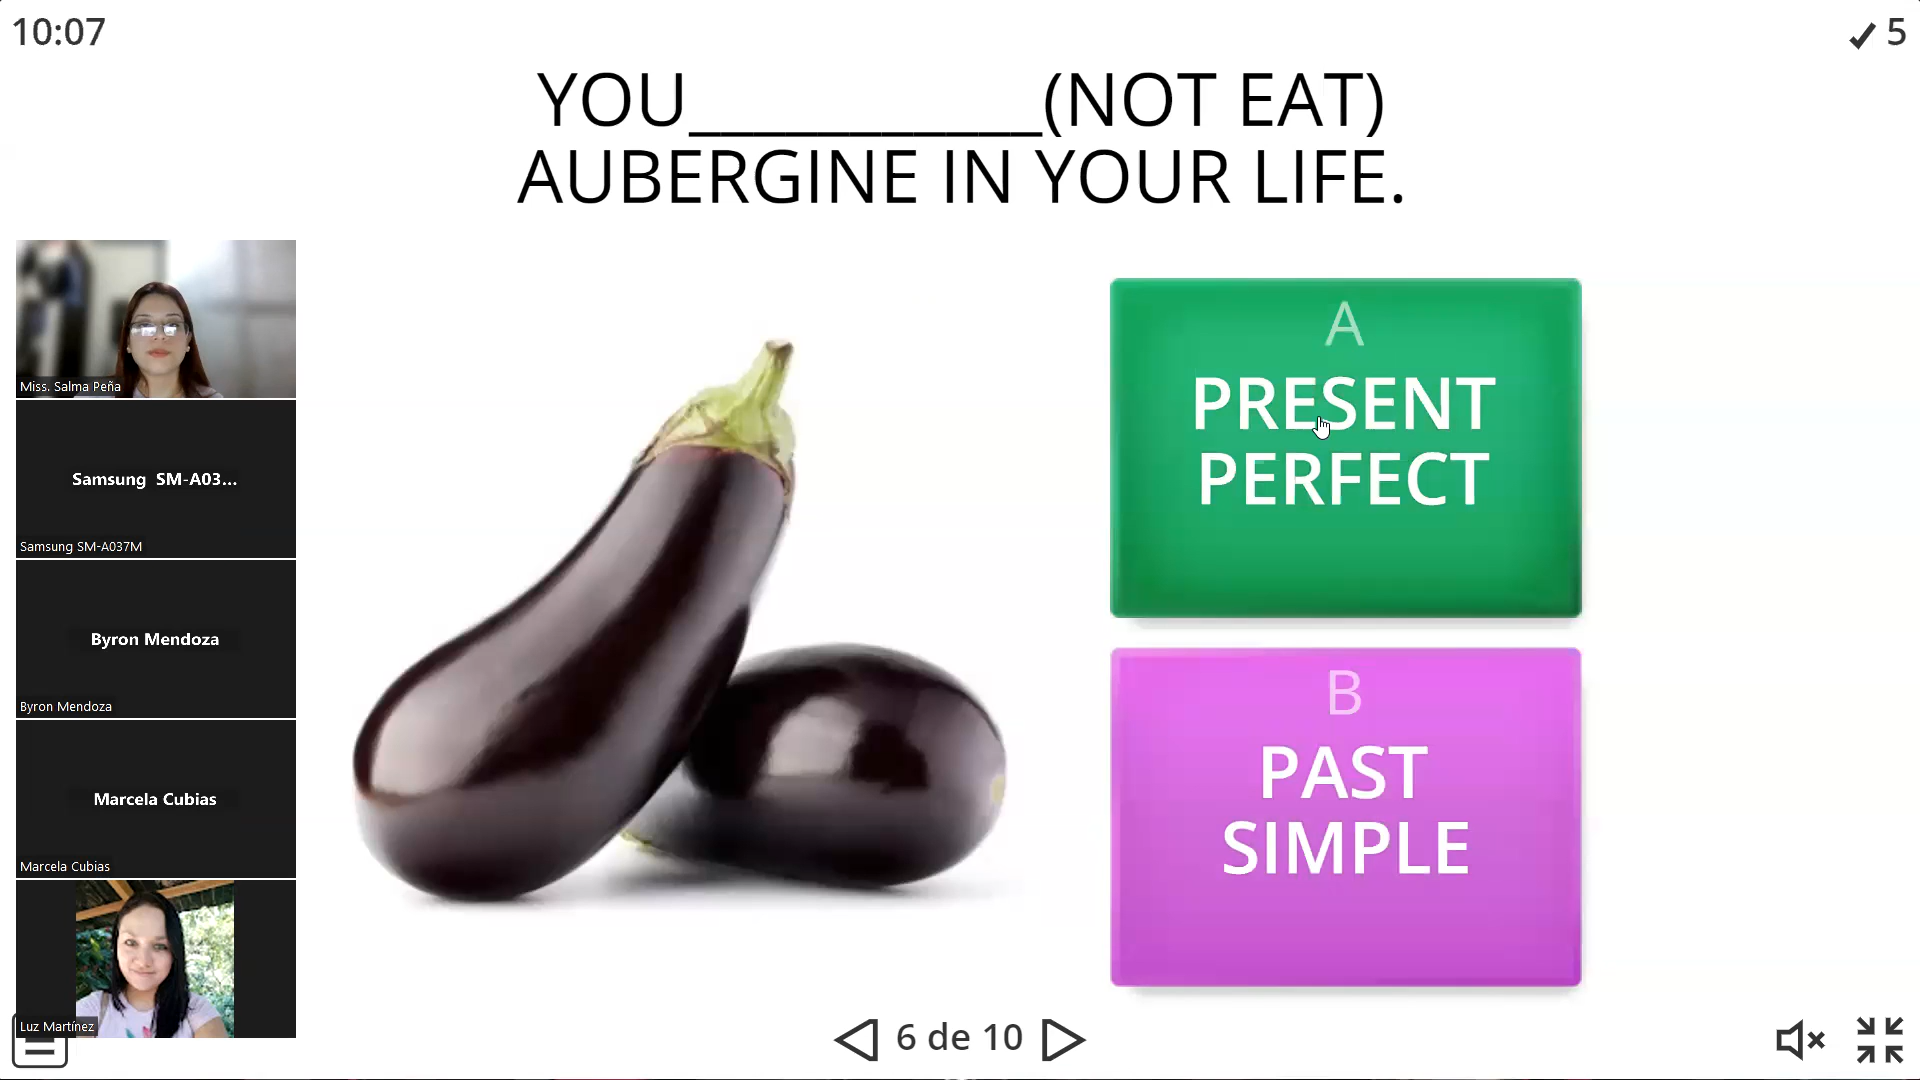 10:07
5
YOU___________(NOT EAT)
AUBERGINE IN YOUR LIFE.
Miss. Salma Peña
Samsung SM-A03...
Samsung SM-A037M
Byron Mendoza
Byron Mendoza
Marcela Cubias
Marcela Cubias
Luz Martínez
A
PRESENT
PERFECT
B
PAST
SIMPLE
6 de 10